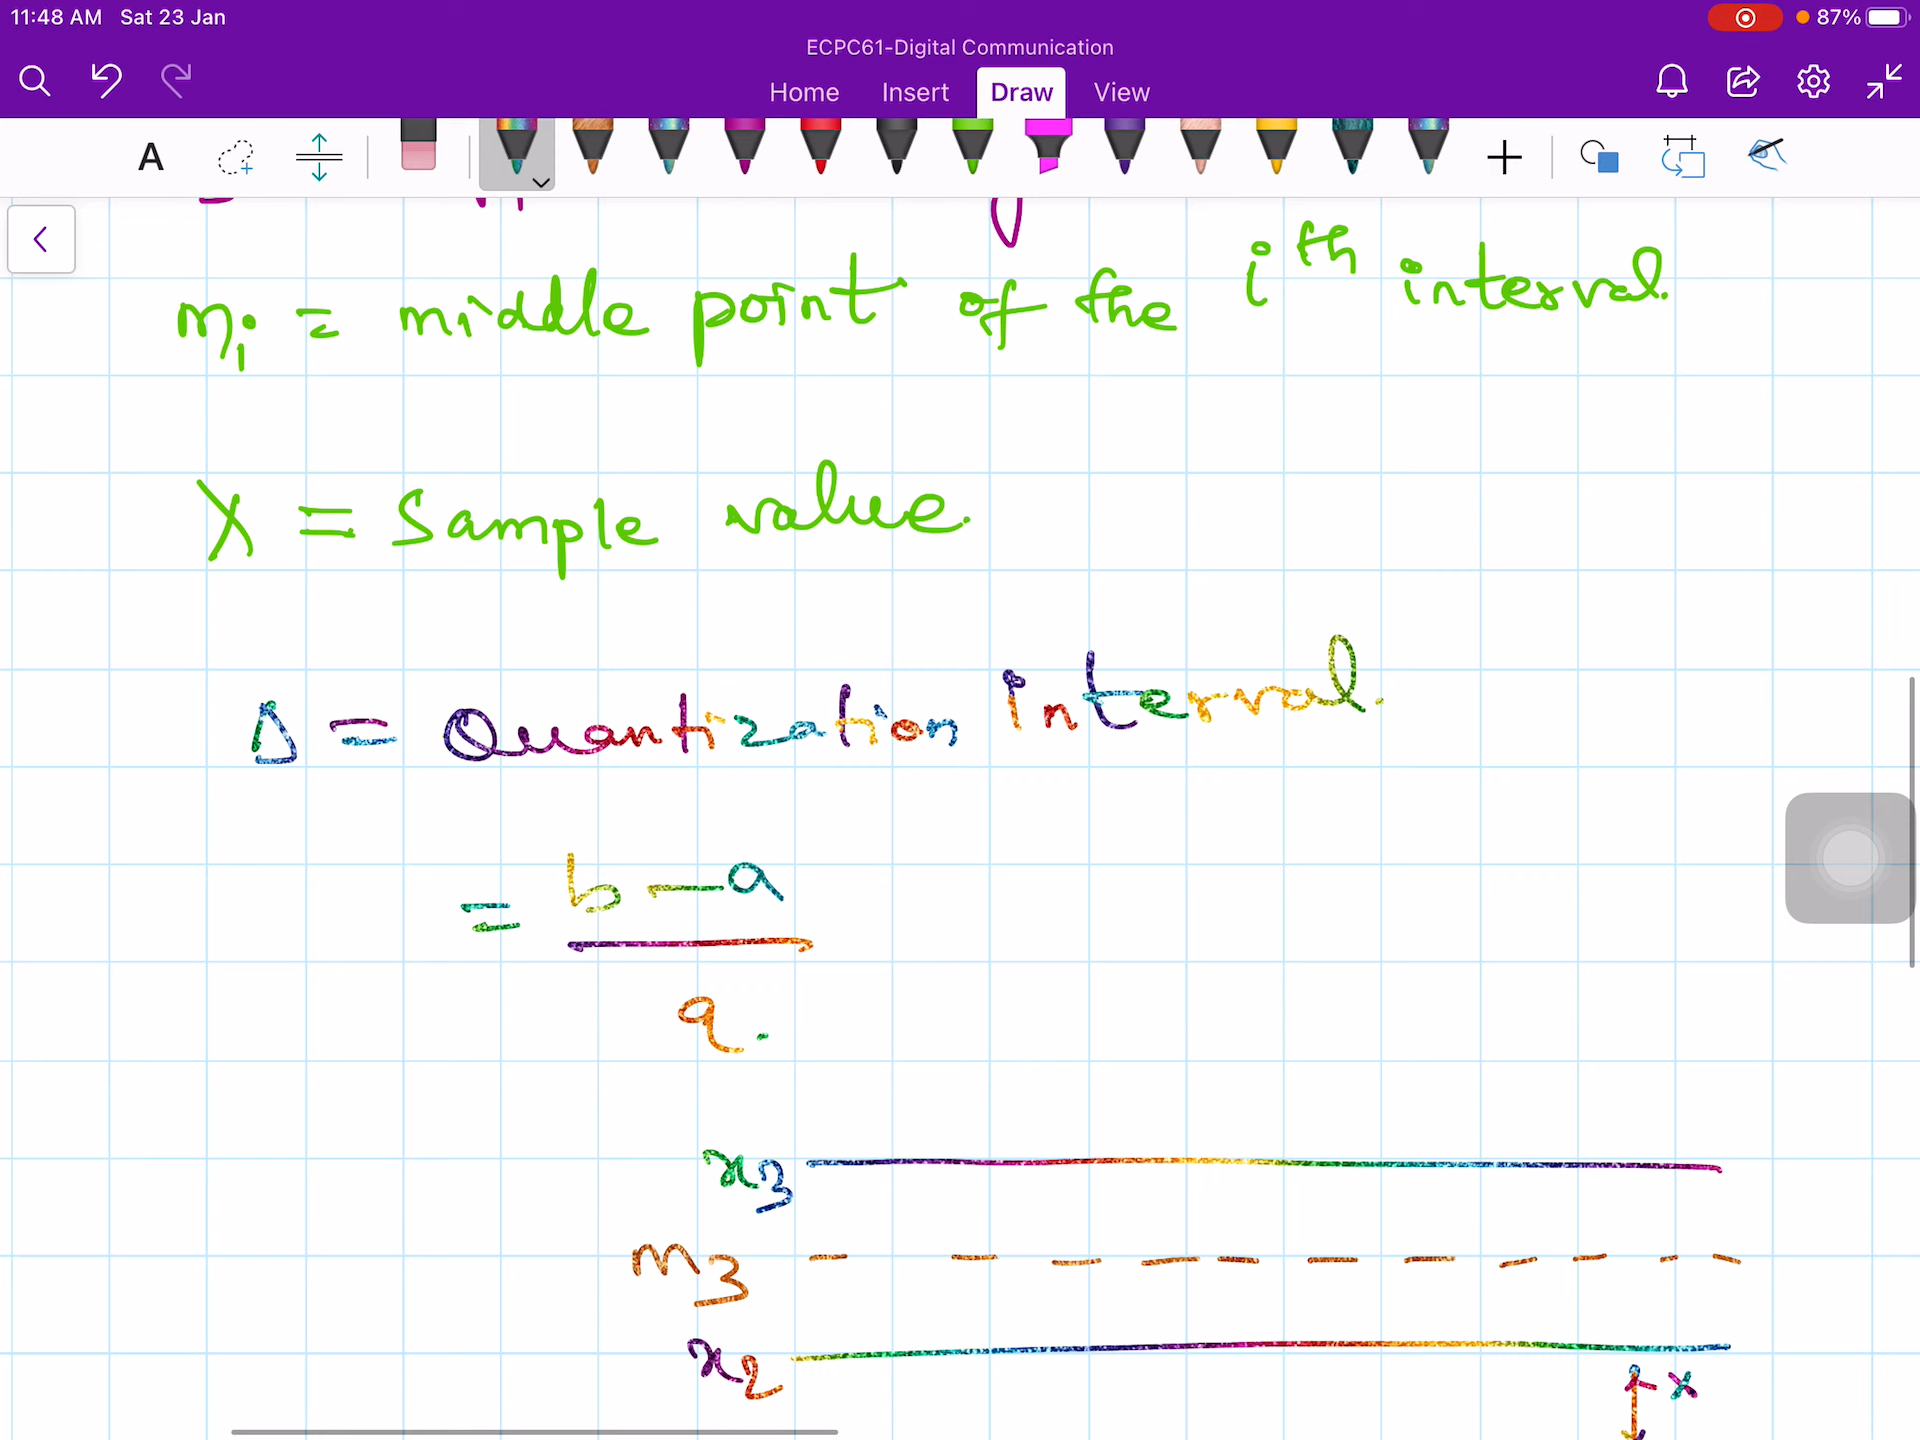 11:48 AM Sat 23 Jan
87%
ECPC61-Digital Communication
Home Insert Draw View
A
mi = middle point of the ith interval.
X = Sample value.
Δ = Quantization interval.
= b - a
q.
x3
m3
x2
x